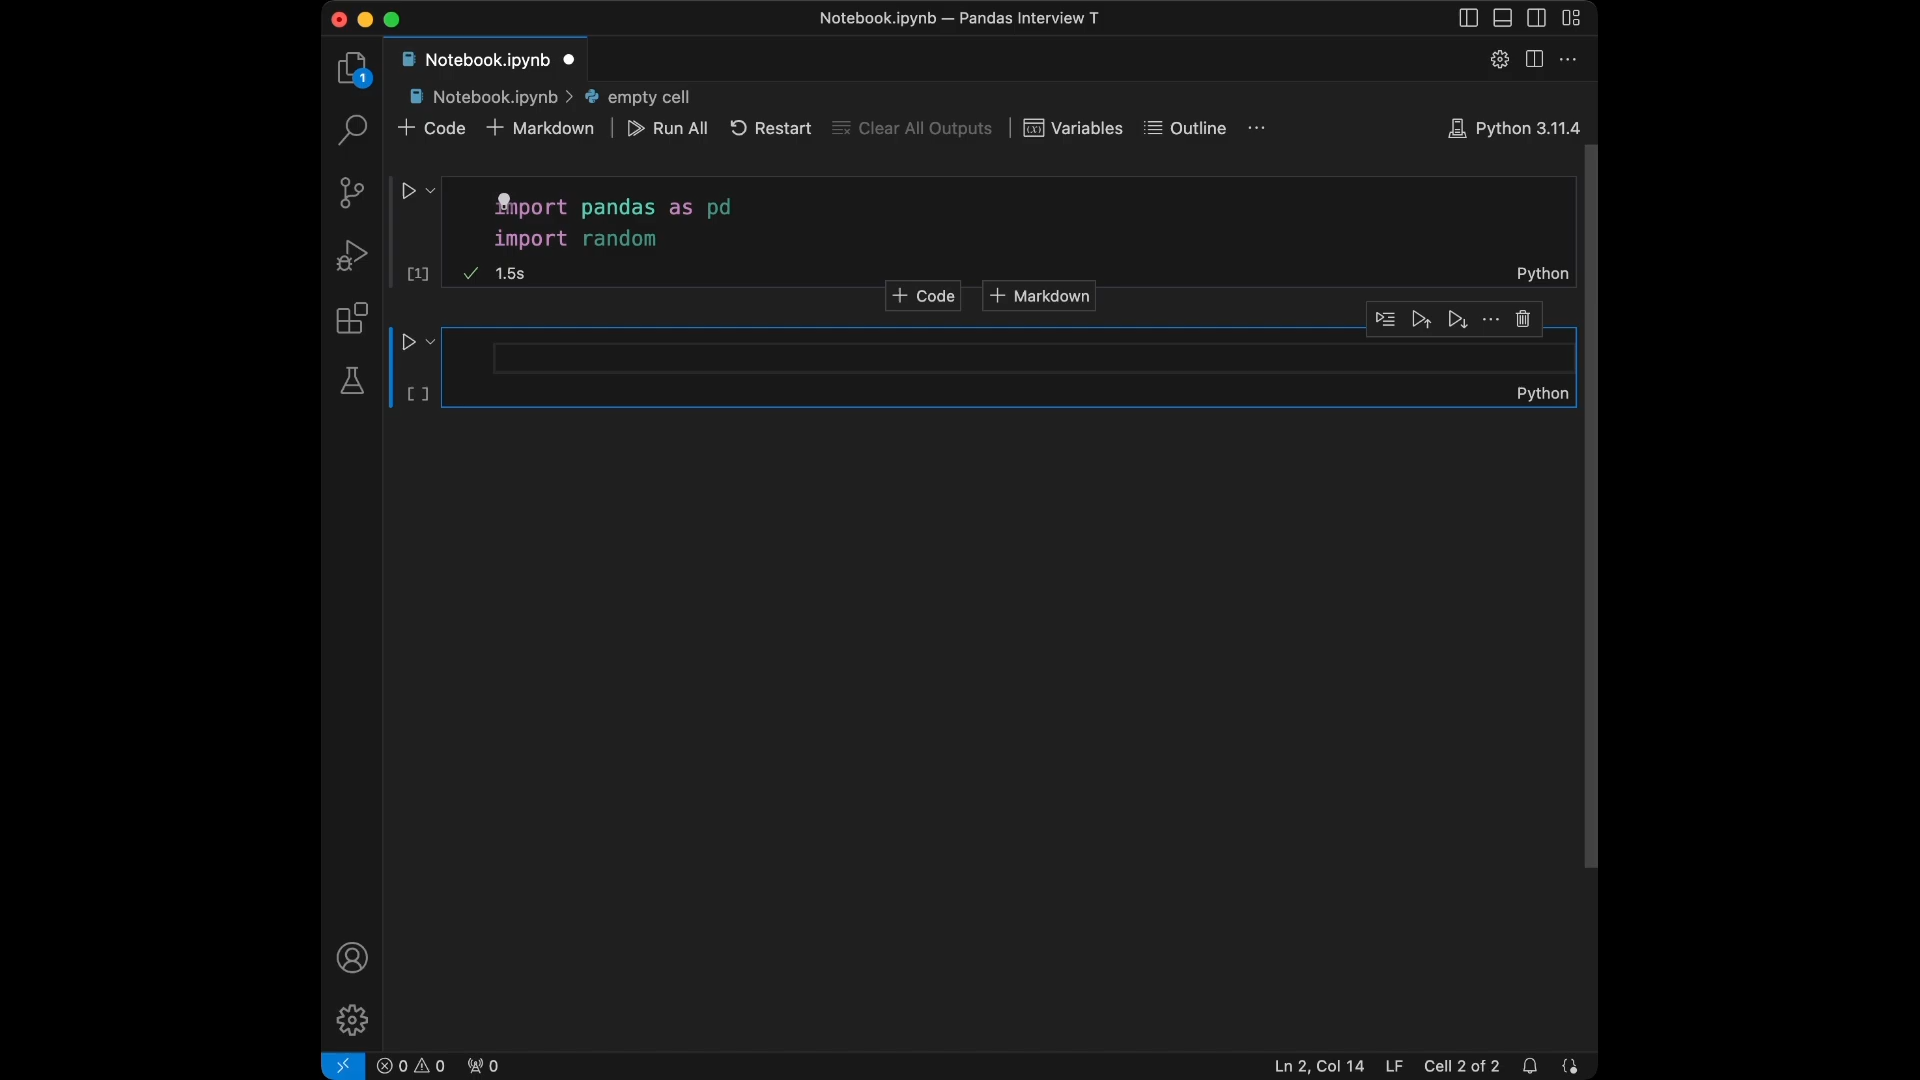 Notebook.ipynb — Pandas Interview T
Notebook.ipynb
1
Notebook.ipynb > empty cell
+ Code + Markdown Run All Restart Clear All Outputs Variables Outline ... Python 3.11.4
import pandas as pd
import random
[1] ✓ 1.5s Python
+ Code + Markdown
[ ] Python
0 0 0 Ln 2, Col 14 LF Cell 2 of 2